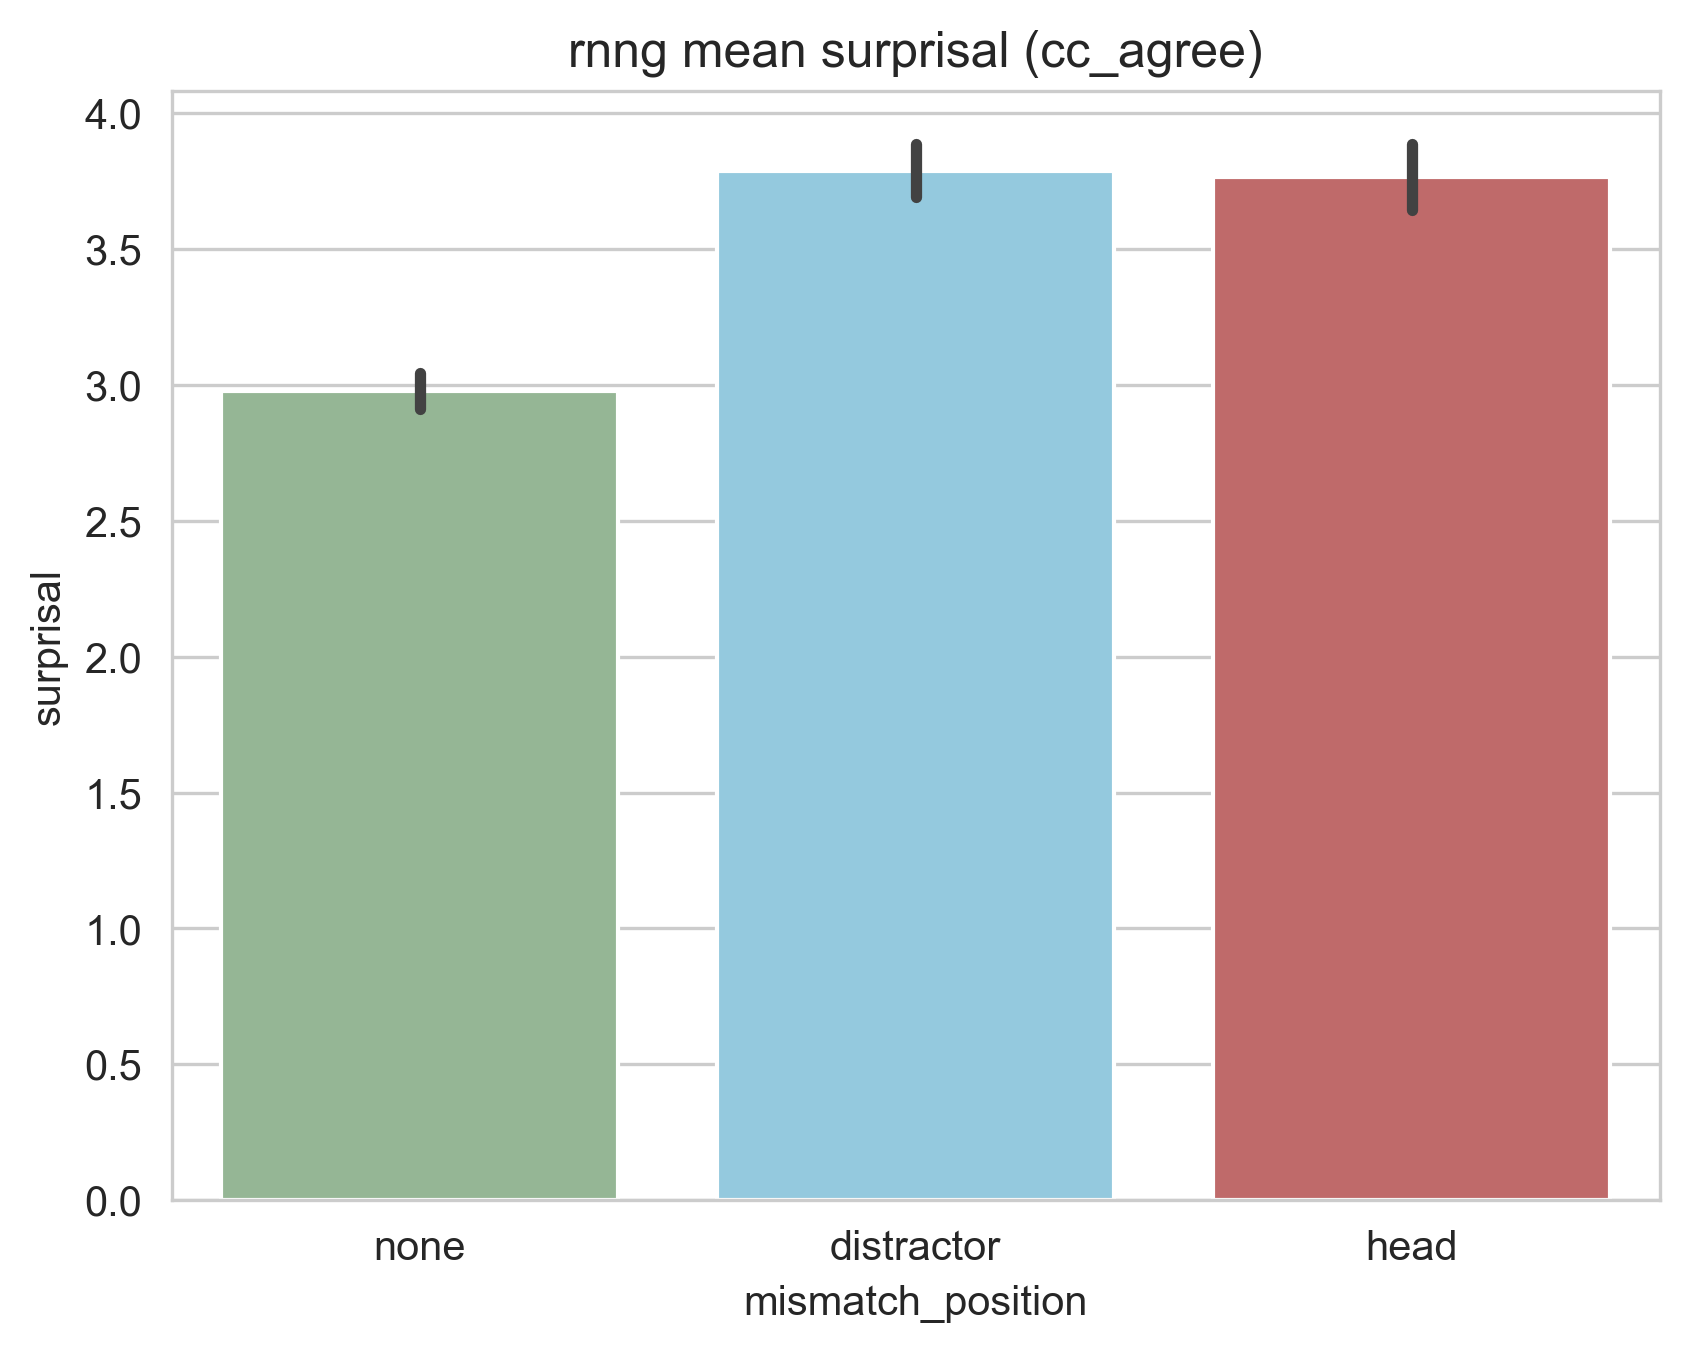 rnng mean surprisal (cc_agree)
4.0
3.5
3.0
2.5
2.0
1.5
1.0
0.5
0.0
surprisal
none distractor head
mismatch_position